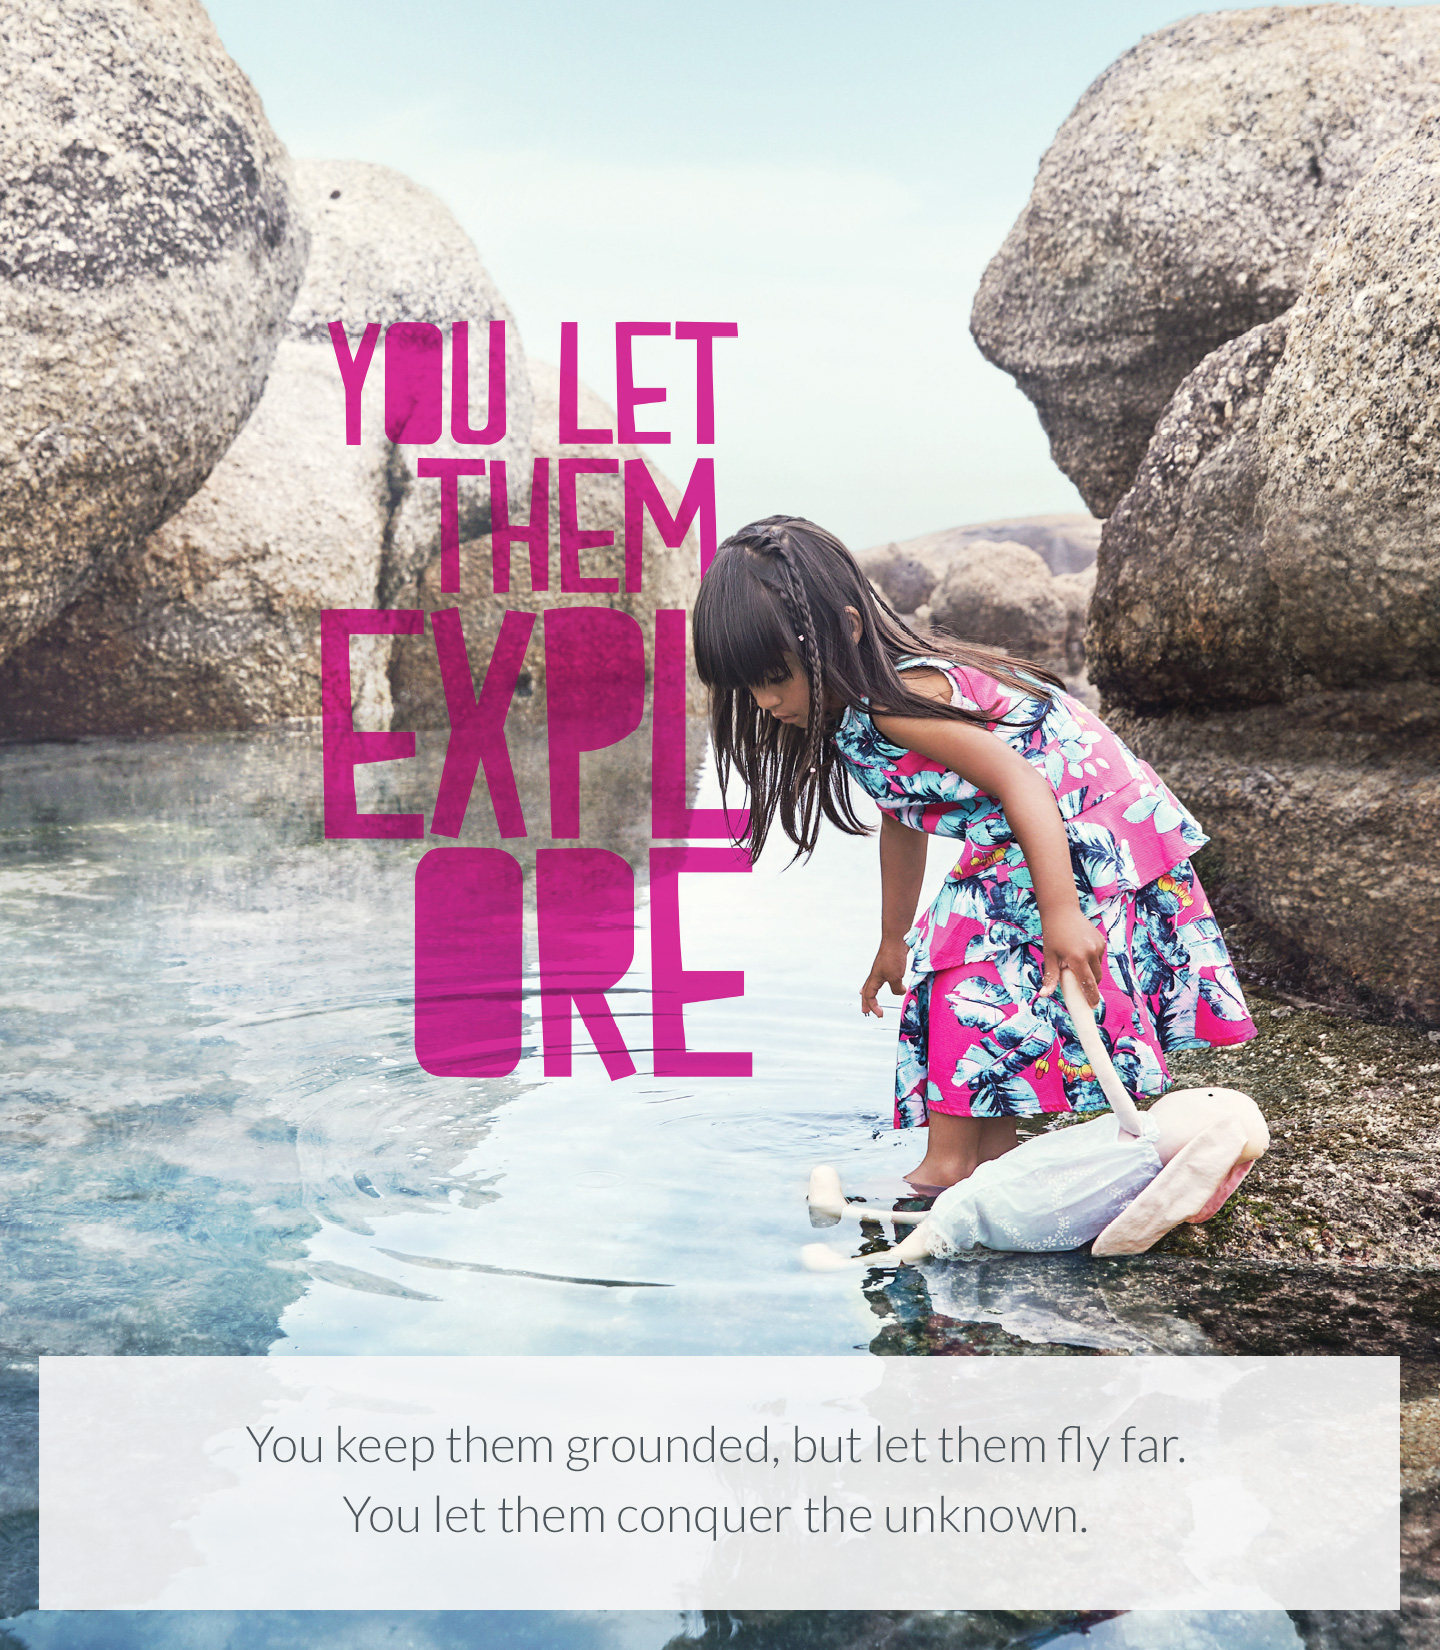 YOU LET
THEM
EXPL
ORE
You keep them grounded, but let them fly far.
You let them conquer the unknown.